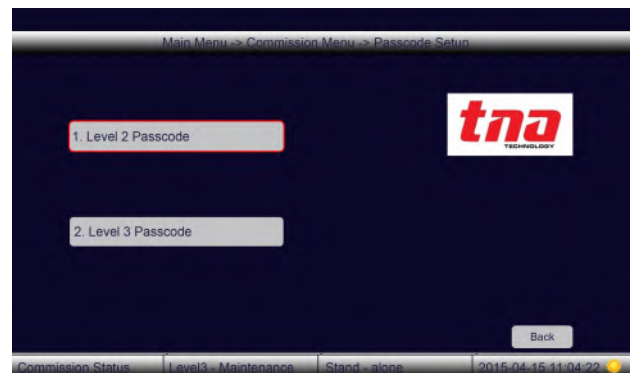 Main Menu -> Commission Menu -> Passcode Setup
tna
TECHNOLOGY
1. Level 2 Passcode
2. Level 3 Passcode
Back
Commission Status Level3 - Maintenance Stand - alone 2015-04-15 11:04:22